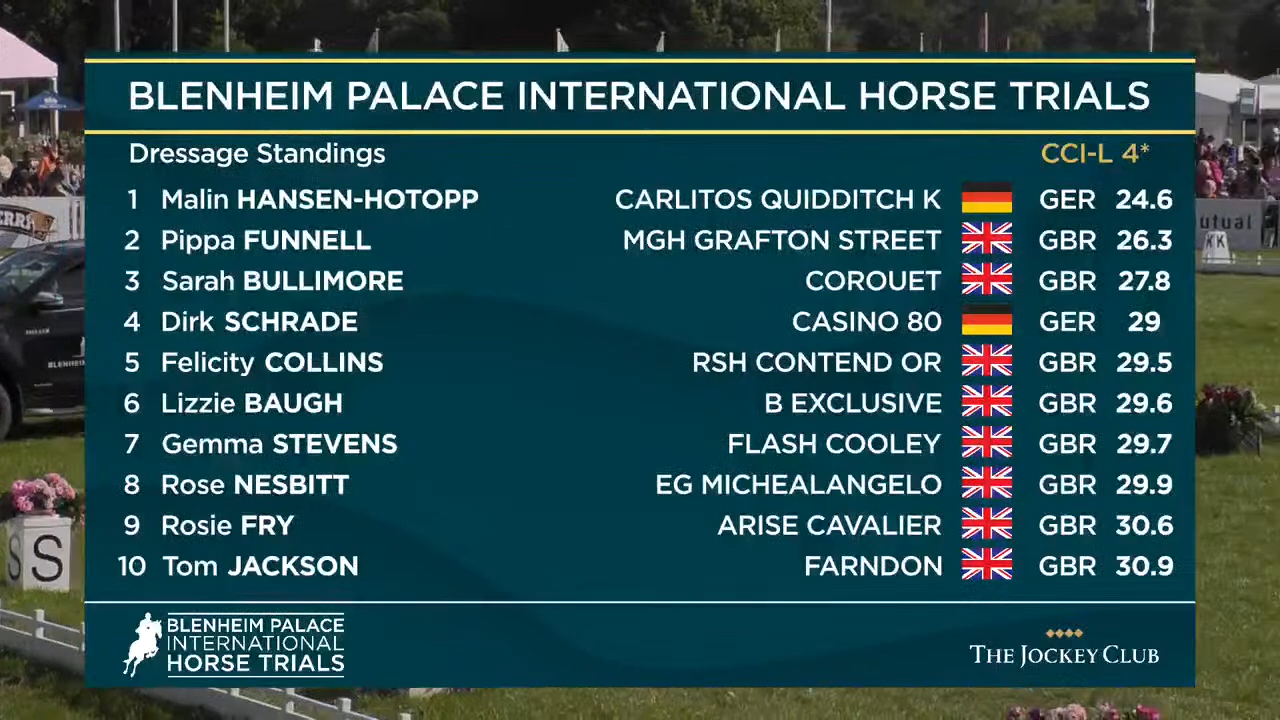 BLENHEIM PALACE INTERNATIONAL HORSE TRIALS
Dressage Standings CCI-L 4*
1 Malin HANSEN-HOTOPP CARLITOS QUIDDITCH K GER 24.6
2 Pippa FUNNELL MGH GRAFTON STREET GBR 26.3
3 Sarah BULLIMORE COROUET GBR 27.8
4 Dirk SCHRADE CASINO 80 GER 29
5 Felicity COLLINS RSH CONTEND OR GBR 29.5
6 Lizzie BAUGH B EXCLUSIVE GBR 29.6
7 Gemma STEVENS FLASH COOLEY GBR 29.7
8 Rose NESBITT EG MICHEALANGELO GBR 29.9
9 Rosie FRY ARISE CAVALIER GBR 30.6
10 Tom JACKSON FARNDON GBR 30.9
BLENHEIM PALACE
INTERNATIONAL
HORSE TRIALS
THE JOCKEY CLUB
S S